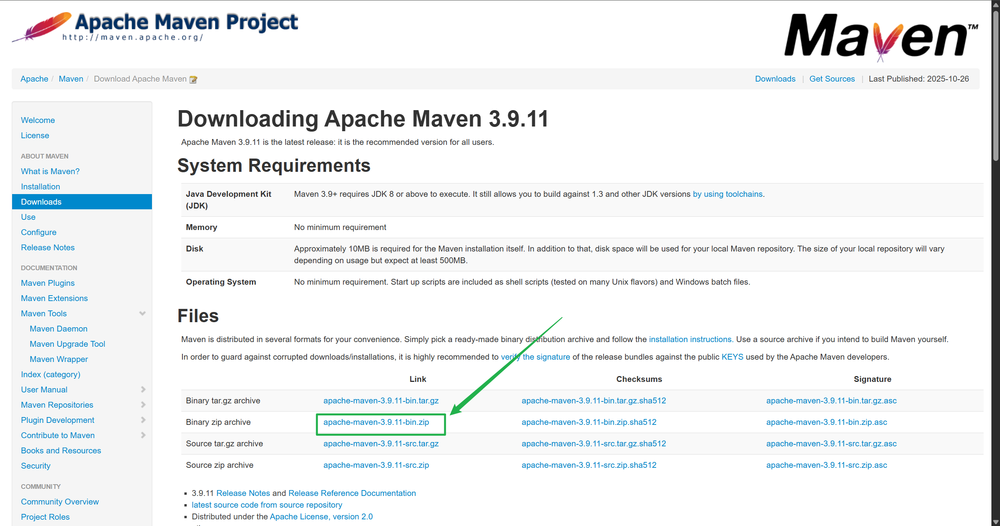 Apache Maven Project
http://maven.apache.org/
Maven™
Apache / Maven / Download Apache Maven
Downloads | Get Sources | Last Published: 2025-10-26
Welcome
License
ABOUT MAVEN
What is Maven?
Installation
Downloads
Use
Configure
Release Notes
DOCUMENTATION
Maven Plugins
Maven Extensions
Maven Tools
Maven Daemon
Maven Upgrade Tool
Maven Wrapper
Index (category)
User Manual
Maven Repositories
Plugin Development
Contribute to Maven
Books and Resources
Security
COMMUNITY
Community Overview
Project Roles
Downloading Apache Maven 3.9.11
Apache Maven 3.9.11 is the latest release: it is the recommended version for all users.
System Requirements
Java Development Kit (JDK) Maven 3.9+ requires JDK 8 or above to execute. It still allows you to build against 1.3 and other JDK versions by using toolchains.
Memory No minimum requirement
Disk Approximately 10MB is required for the Maven installation itself. In addition to that, disk space will be used for your local Maven repository. The size of your local repository will vary
depending on usage but expect at least 500MB.
Operating System No minimum requirement. Start up scripts are included as shell scripts (tested on many Unix flavors) and Windows batch files.
Files
Maven is distributed in several formats for your convenience. Simply pick a ready-made binary distribution archive and follow the installation instructions. Use a source archive if you intend to build Maven yourself.
In order to guard against corrupted downloads/installations, it is highly recommended to verify the signature of the release bundles against the public KEYS used by the Apache Maven developers.
Link Checksums Signature
Binary tar.gz archive apache-maven-3.9.11-bin.tar.gz apache-maven-3.9.11-bin.tar.gz.sha512 apache-maven-3.9.11-bin.tar.gz.asc
Binary zip archive apache-maven-3.9.11-bin.zip apache-maven-3.9.11-bin.zip.sha512 apache-maven-3.9.11-bin.zip.asc
Source tar.gz archive apache-maven-3.9.11-src.tar.gz apache-maven-3.9.11-src.tar.gz.sha512 apache-maven-3.9.11-src.tar.gz.asc
Source zip archive apache-maven-3.9.11-src.zip apache-maven-3.9.11-src.zip.sha512 apache-maven-3.9.11-src.zip.asc
▪ 3.9.11 Release Notes and Release Reference Documentation
▪ latest source code from source repository
▪ Distributed under the Apache License, version 2.0